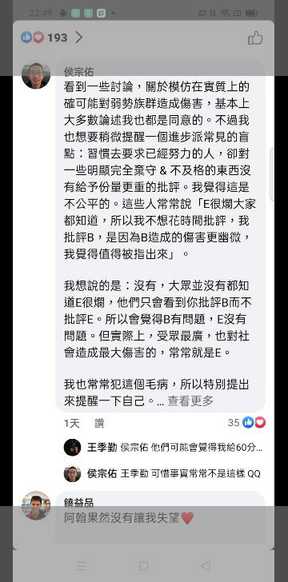 22:49
193
侯宗佑
看到一些討論，關於模仿在實質上的
確可能對弱勢族群造成傷害，基本上
大多數論述我也都是同意的。不過我
也想要稍微提醒一個進步派常見的盲
點：習慣去要求已經努力的人，卻對
一些明顯完全棄守 & 不及格的東西沒
有給予份量更重的批評。我覺得這是
不公平的。這些人常常說「E很爛大家
都知道，所以我不想花時間批評，我
批評B，是因為B造成的傷害更幽微，
我覺得值得被指出來」。
我想說的是：沒有，大眾並沒有都知
道E很爛，他們只會看到你批評B而不
批評E。所以會覺得B有問題，E沒有
問題。但實際上，受眾最廣，也對社
會造成最大傷害的，常常就是E。
我也常常犯這個毛病，所以特別提出
來提醒一下自己。... 查看更多
1天 讚 35
王季勤 侯宗佑 他們可能會覺得我給60分...
侯宗佑 王季勤 可惜事實常常不是這樣 QQ
鐃益品
阿翰果然沒有讓我失望❤️